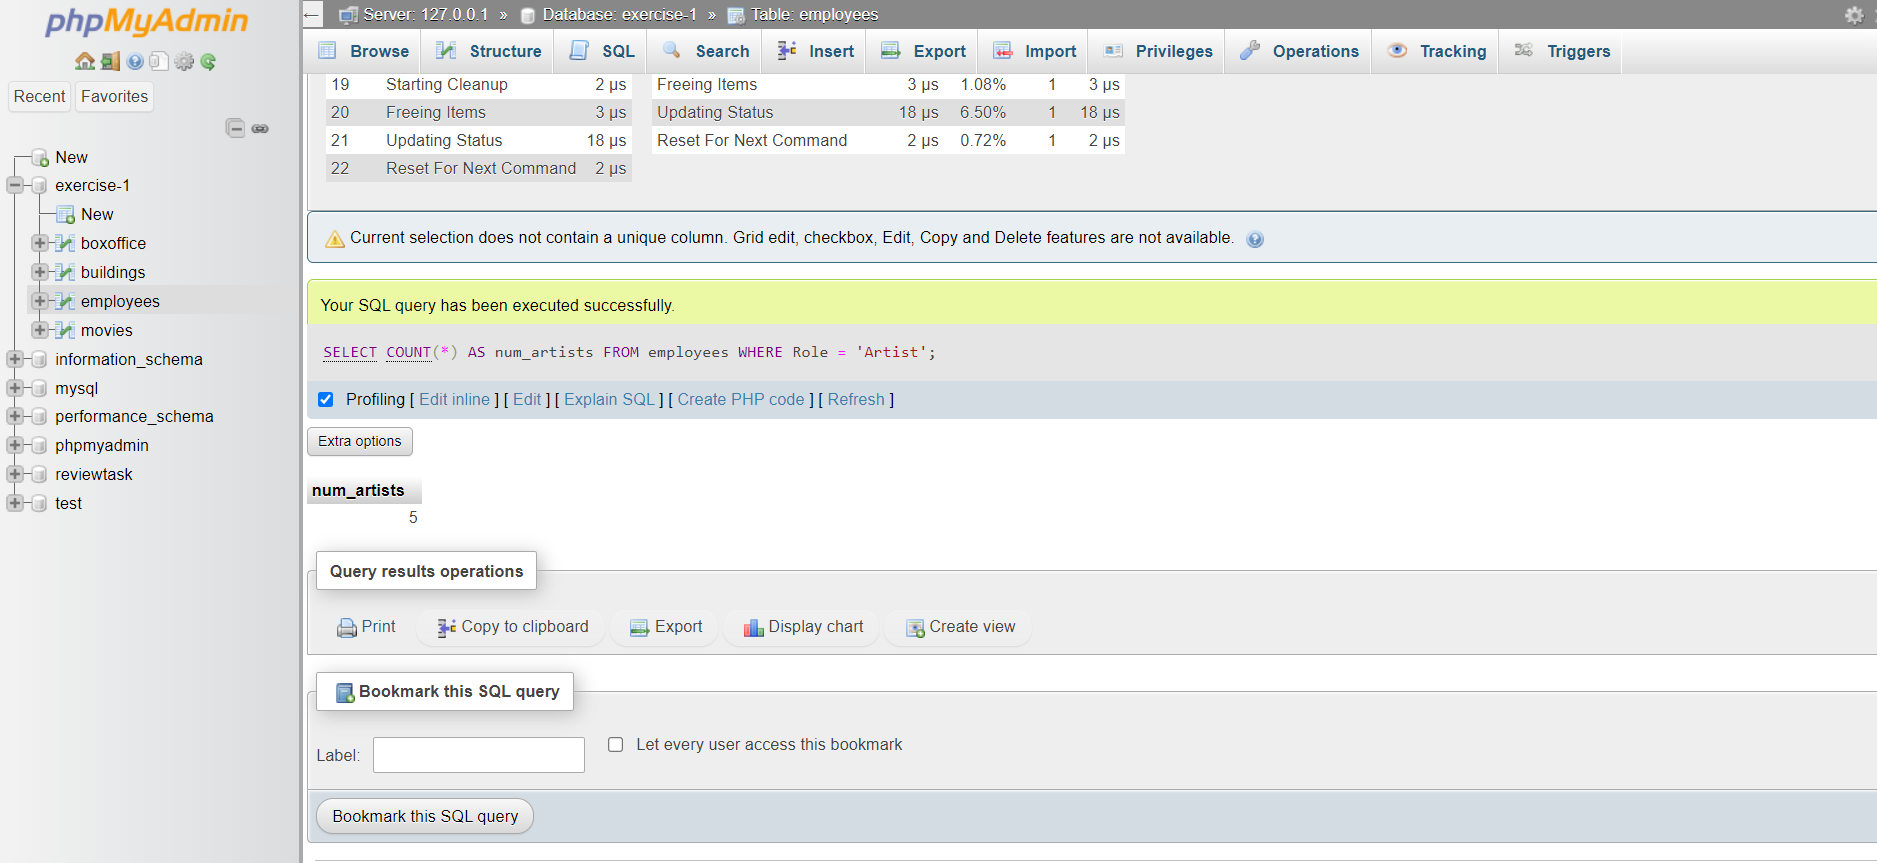 phpMyAdmin
Recent Favorites
New
exercise-1
New
boxoffice
buildings
employees
movies
information_schema
mysql
performance_schema
phpmyadmin
reviewtask
test
Server: 127.0.0.1 » Database: exercise-1 » Table: employees
Browse Structure SQL Search Insert Export Import Privileges Operations Tracking Triggers
19 Starting Cleanup 2 µs Freeing Items 3 µs 1.08% 1 3 µs
20 Freeing Items 3 µs Updating Status 18 µs 6.50% 1 18 µs
21 Updating Status 18 µs Reset For Next Command 2 µs 0.72% 1 2 µs
22 Reset For Next Command 2 µs
Current selection does not contain a unique column. Grid edit, checkbox, Edit, Copy and Delete features are not available.
Your SQL query has been executed successfully.
SELECT COUNT(*) AS num_artists FROM employees WHERE Role = 'Artist';
Profiling [ Edit inline ] [ Edit ] [ Explain SQL ] [ Create PHP code ] [ Refresh ]
Extra options
num_artists
5
Query results operations
Print Copy to clipboard Export Display chart Create view
Bookmark this SQL query
Label: Let every user access this bookmark
Bookmark this SQL query